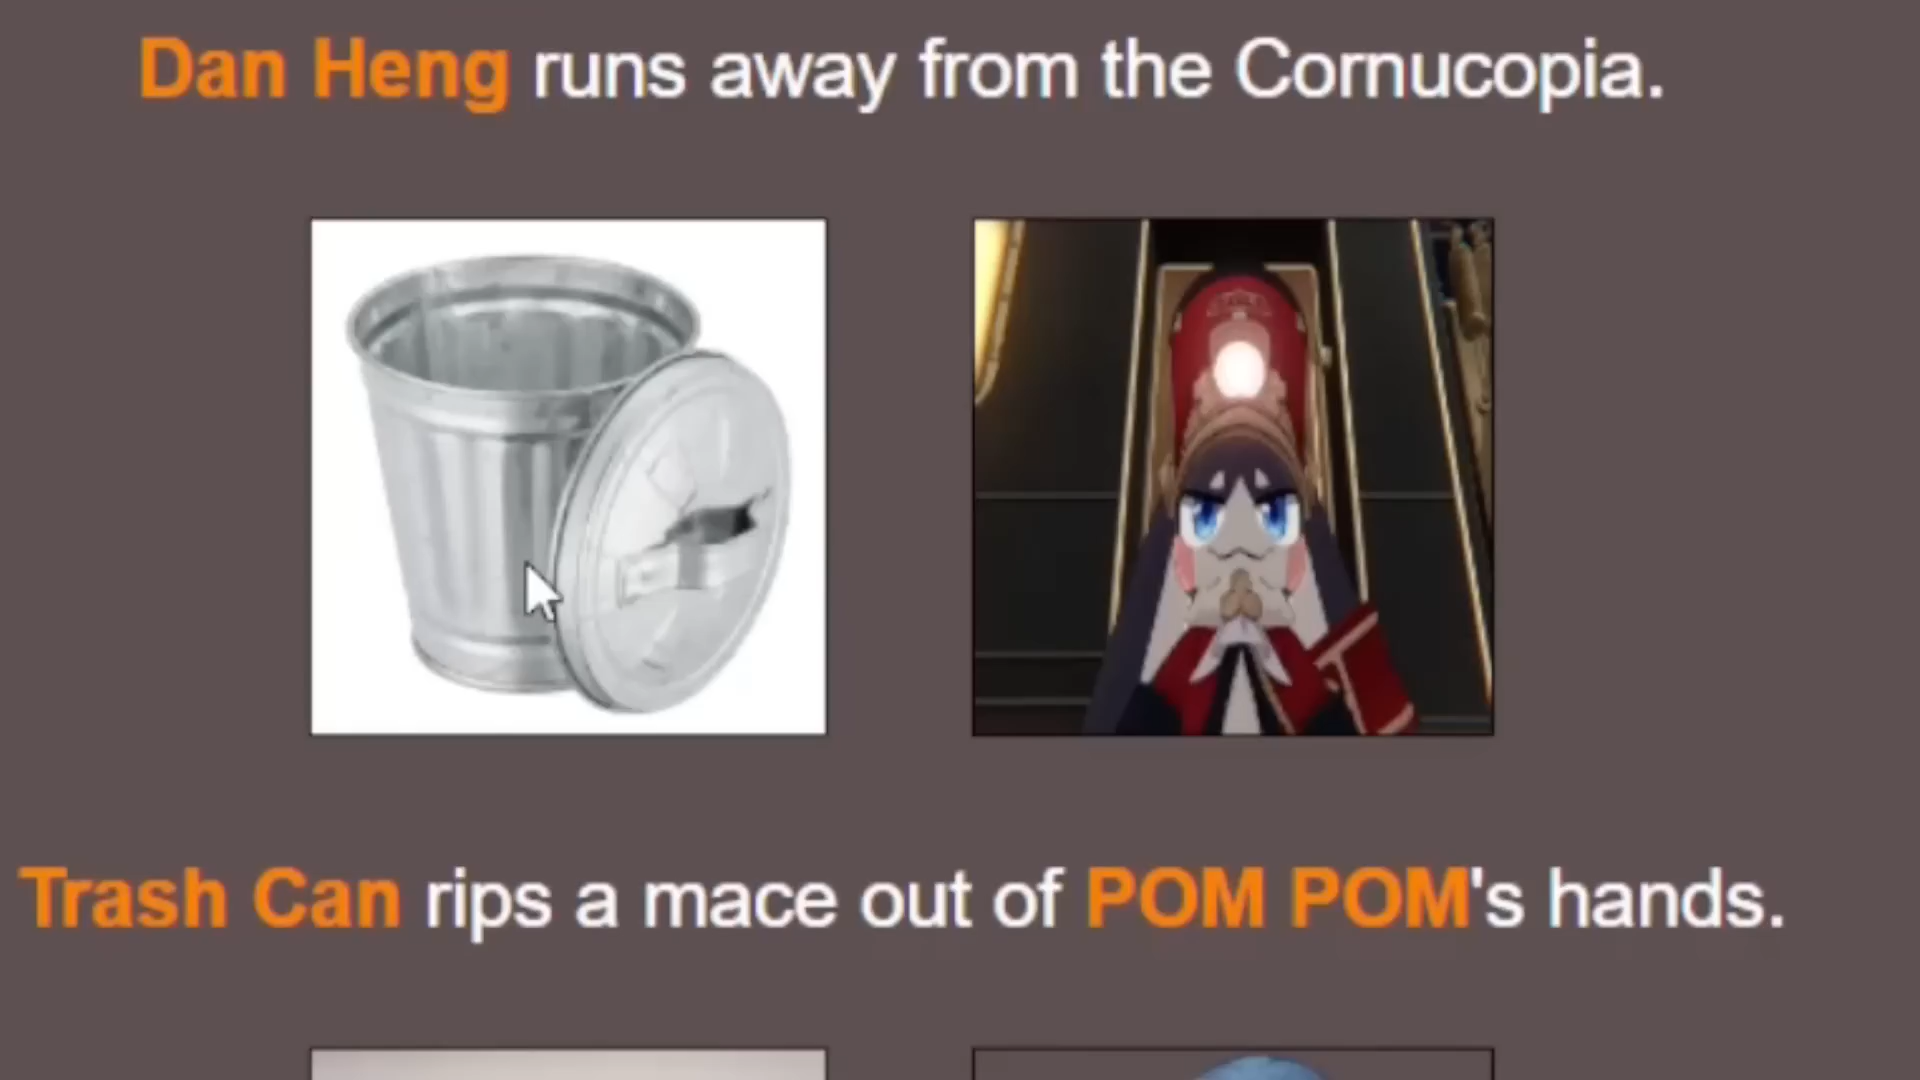 Dan Heng runs away from the Cornucopia.
Trash Can rips a mace out of POM POM's hands.